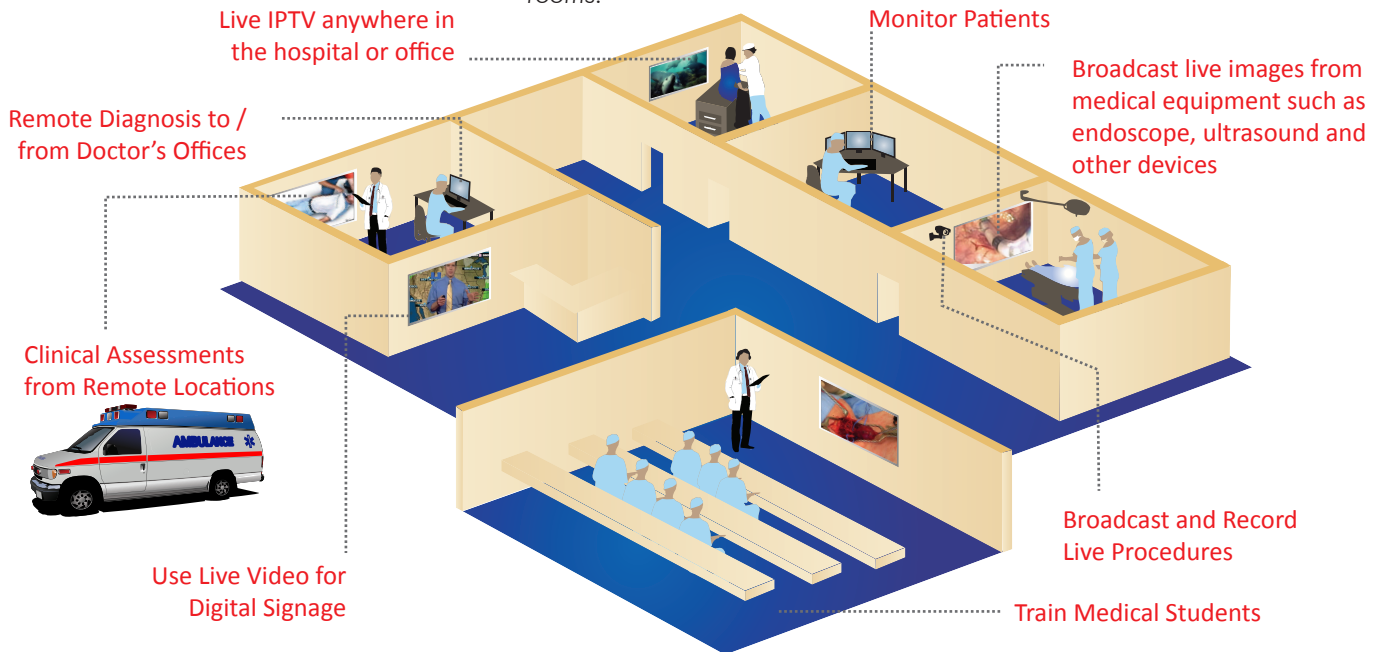 rooms.
Live IPTV anywhere in
the hospital or office
Monitor Patients
Broadcast live images from
medical equipment such as
endoscope, ultrasound and
other devices
Remote Diagnosis to /
from Doctor’s Offices
Clinical Assessments
from Remote Locations
AMBULANCE
Use Live Video for
Digital Signage
Broadcast and Record
Live Procedures
Train Medical Students